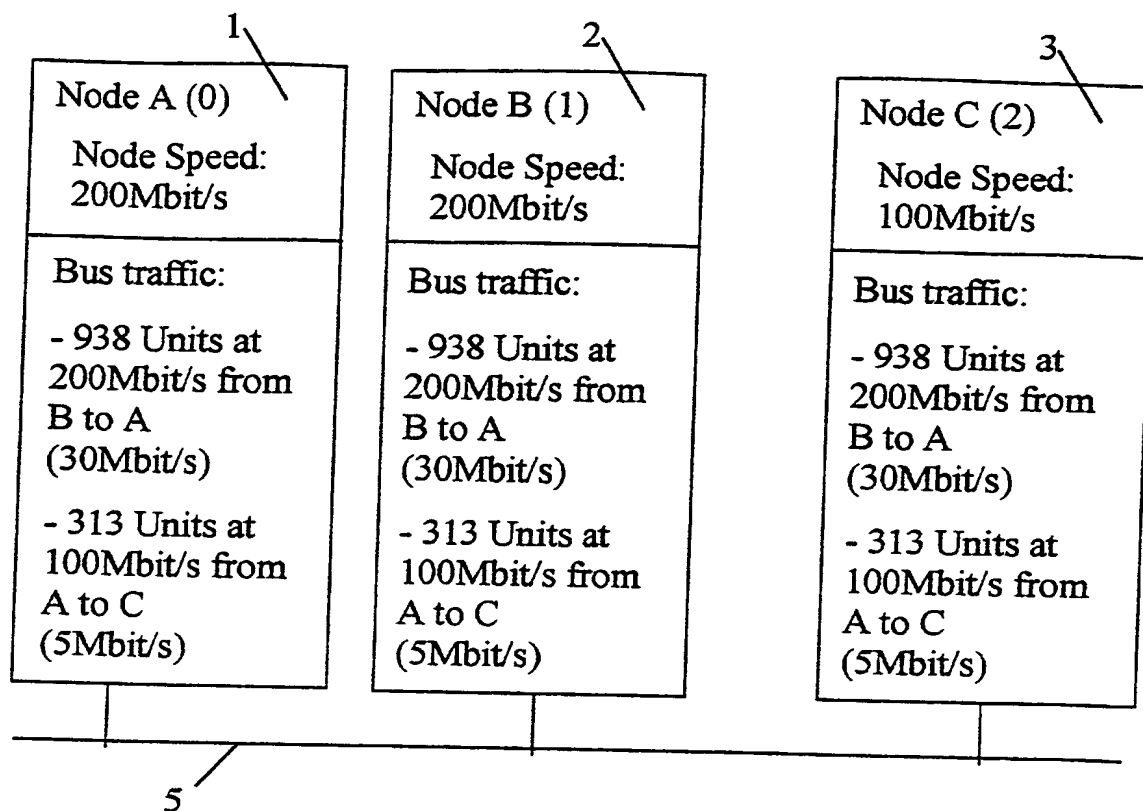 1
2
3
Node A (0)
Node Speed:
200Mbit/s
Bus traffic:
- 938 Units at
200Mbit/s from
B to A
(30Mbit/s)
- 313 Units at
100Mbit/s from
A to C
(5Mbit/s)
Node B (1)
Node Speed:
200Mbit/s
Bus traffic:
- 938 Units at
200Mbit/s from
B to A
(30Mbit/s)
- 313 Units at
100Mbit/s from
A to C
(5Mbit/s)
Node C (2)
Node Speed:
100Mbit/s
Bus traffic:
- 938 Units at
200Mbit/s from
B to A
(30Mbit/s)
- 313 Units at
100Mbit/s from
A to C
(5Mbit/s)
5